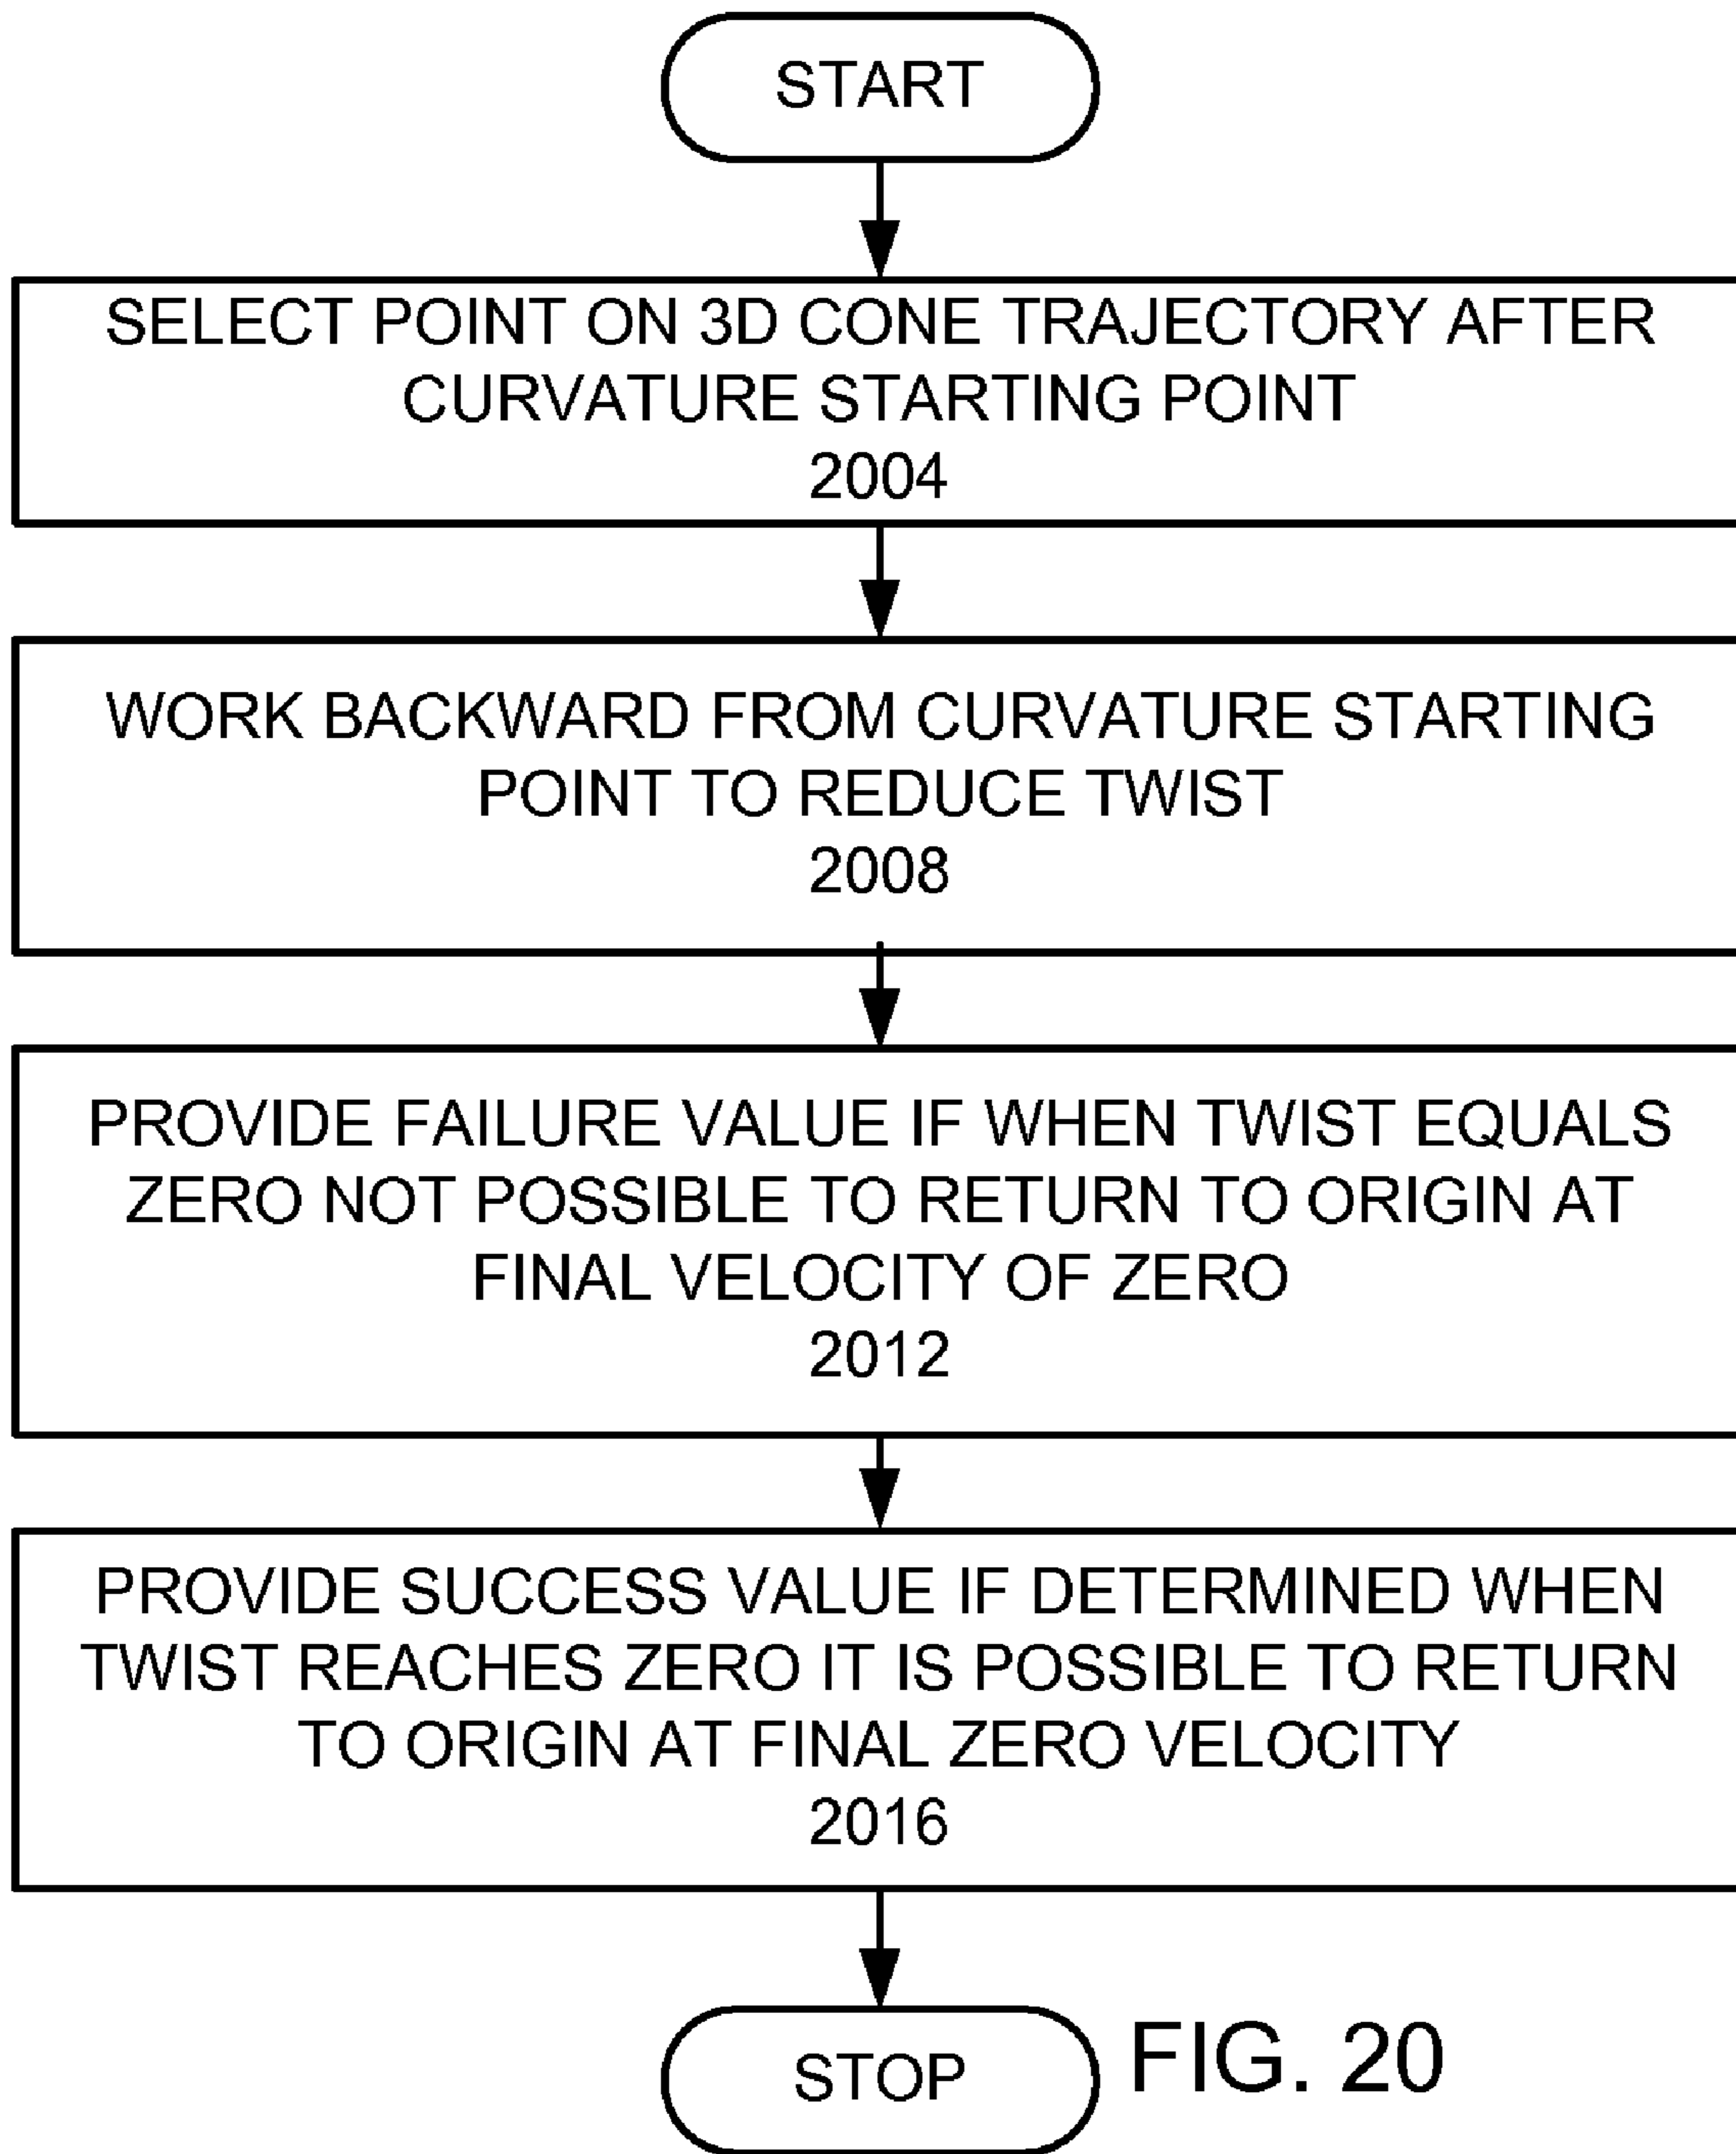 START
SELECT POINT ON 3D CONE TRAJECTORY AFTER
CURVATURE STARTING POINT
2004
WORK BACKWARD FROM CURVATURE STARTING
POINT TO REDUCE TWIST
2008
PROVIDE FAILURE VALUE IF WHEN TWIST EQUALS
ZERO NOT POSSIBLE TO RETURN TO ORIGIN AT
FINAL VELOCITY OF ZERO
2012
PROVIDE SUCCESS VALUE IF DETERMINED WHEN
TWIST REACHES ZERO IT IS POSSIBLE TO RETURN
TO ORIGIN AT FINAL ZERO VELOCITY
2016
STOP
FIG. 20